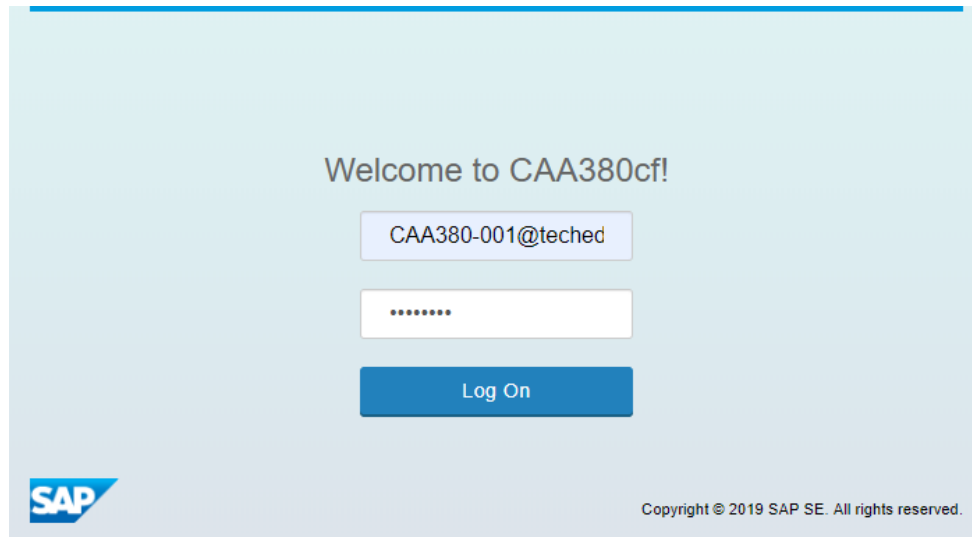 Welcome to CAA380cf!
CAA380-001@teched
••••••••
Log On
SAP
Copyright © 2019 SAP SE. All rights reserved.